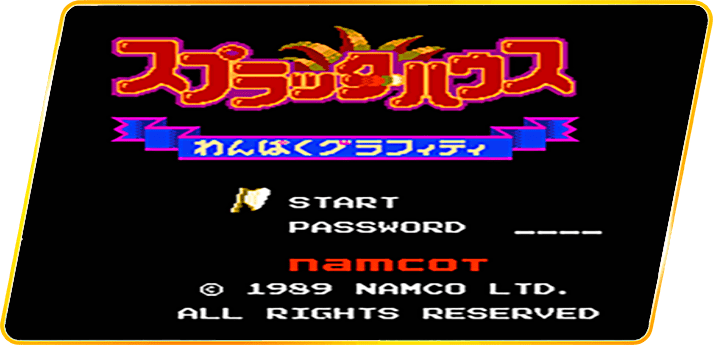 スプラッターハウス
わんぱくグラフィティ
START
PASSWORD ____
namcot
© 1989 NAMCO LTD.
ALL RIGHTS RESERVED